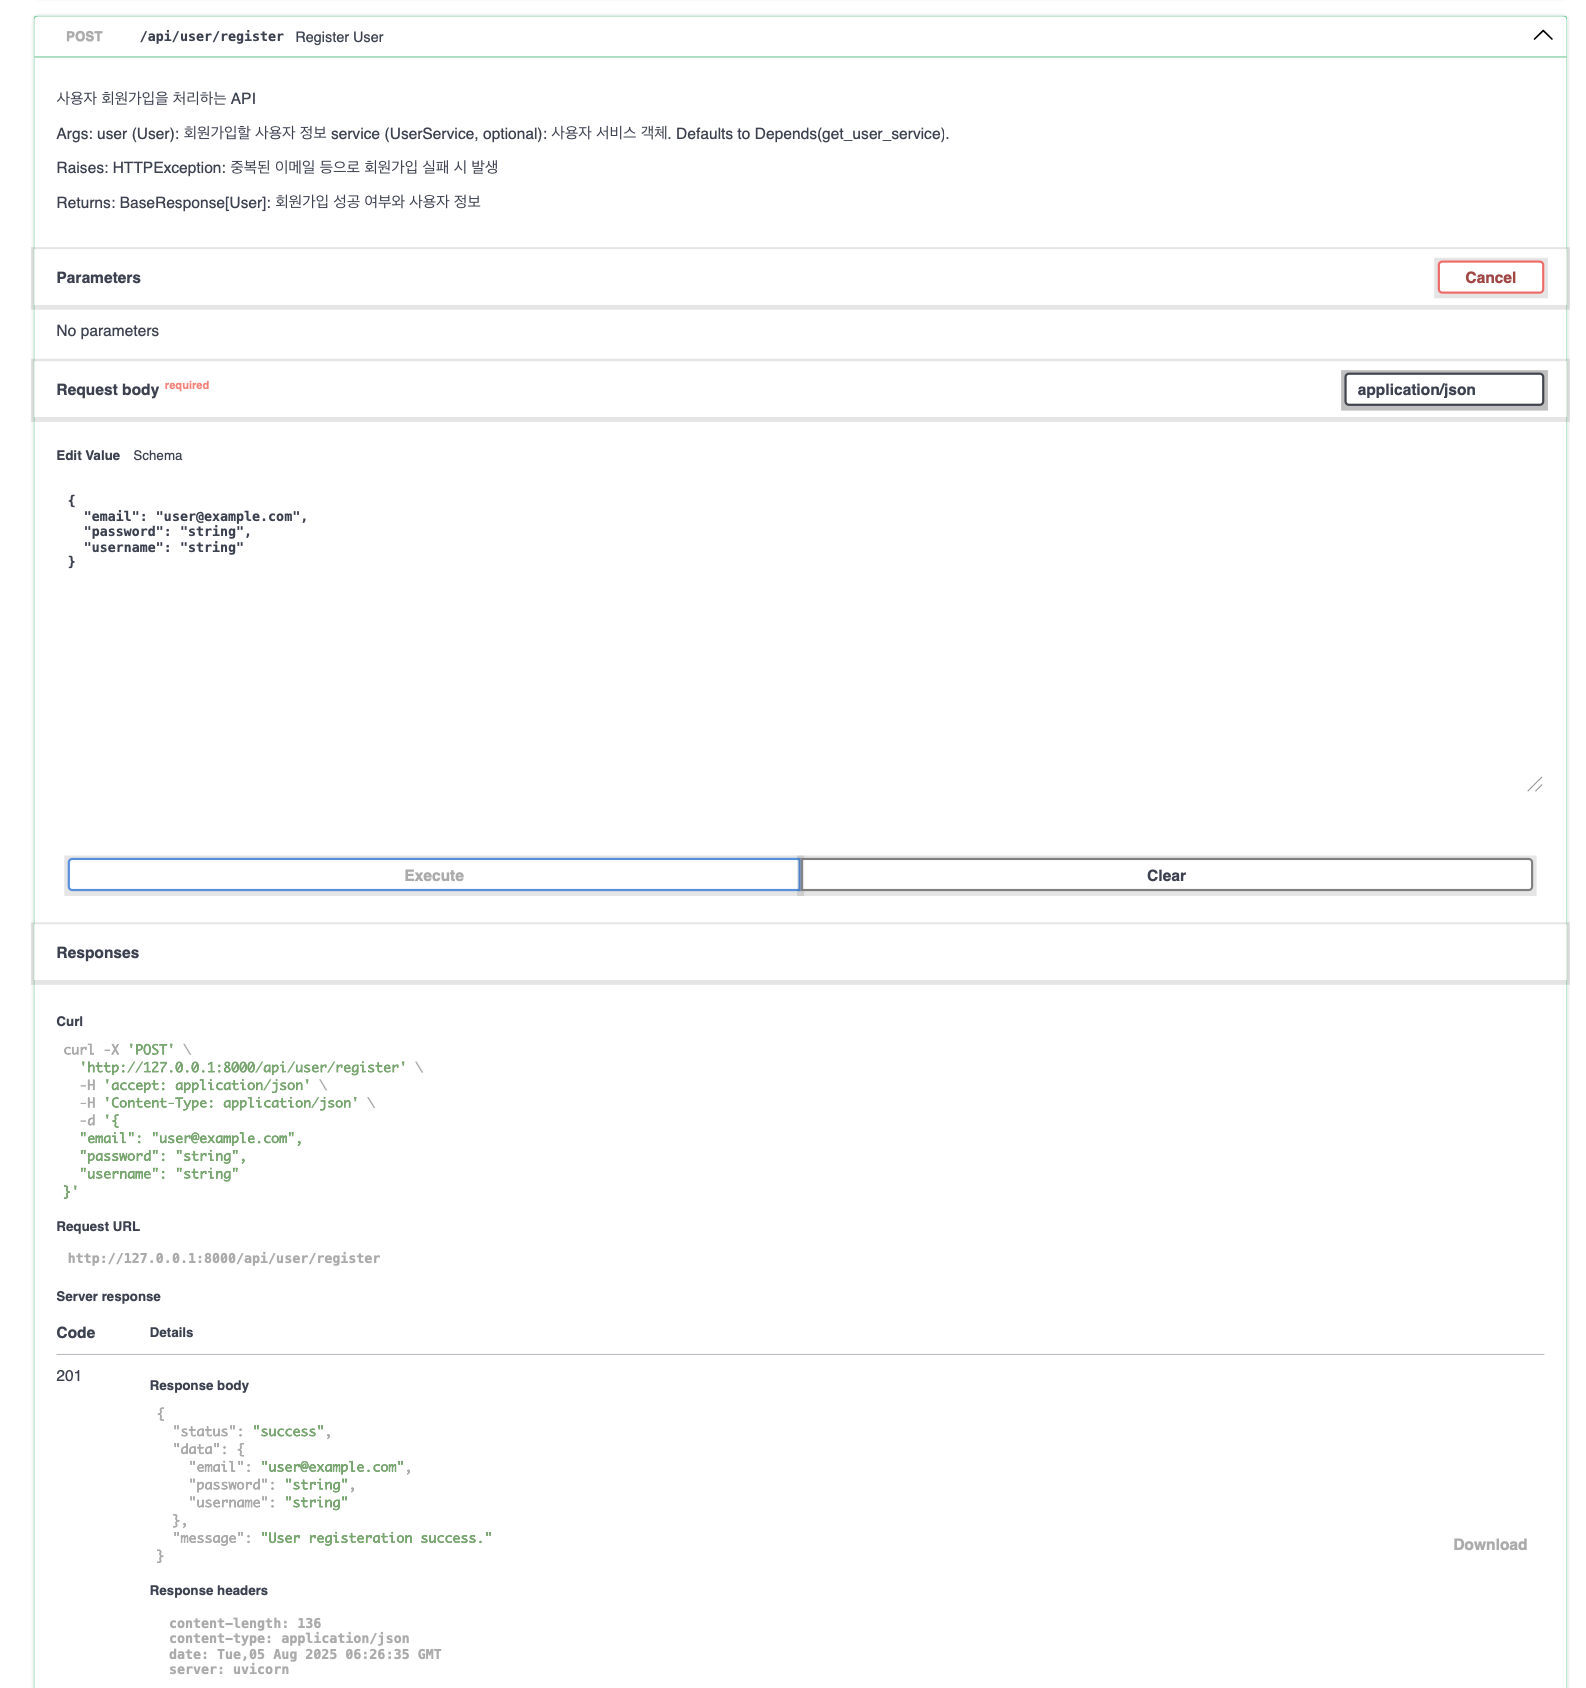 POST /api/user/register Register User
사용자 회원가입을 처리하는 API
Args: user (User): 회원가입할 사용자 정보 service (UserService, optional): 사용자 서비스 객체. Defaults to Depends(get_user_service).
Raises: HTTPException: 중복된 이메일 등으로 회원가입 실패 시 발생
Returns: BaseResponse[User]: 회원가입 성공 여부와 사용자 정보
Parameters Cancel
No parameters
Request body required application/json
Edit Value Schema
{
  "email": "user@example.com",
  "password": "string",
  "username": "string"
}
Execute Clear
Responses
Curl
curl -X 'POST' \
  'http://127.0.0.1:8000/api/user/register' \
  -H 'accept: application/json' \
  -H 'Content-Type: application/json' \
  -d '{
  "email": "user@example.com",
  "password": "string",
  "username": "string"
}'
Request URL
http://127.0.0.1:8000/api/user/register
Server response
Code Details
201
Response body
{
  "status": "success",
  "data": {
    "email": "user@example.com",
    "password": "string",
    "username": "string"
  },
  "message": "User registeration success."
}
Download
Response headers
content-length: 136
content-type: application/json
date: Tue,05 Aug 2025 06:26:35 GMT
server: uvicorn